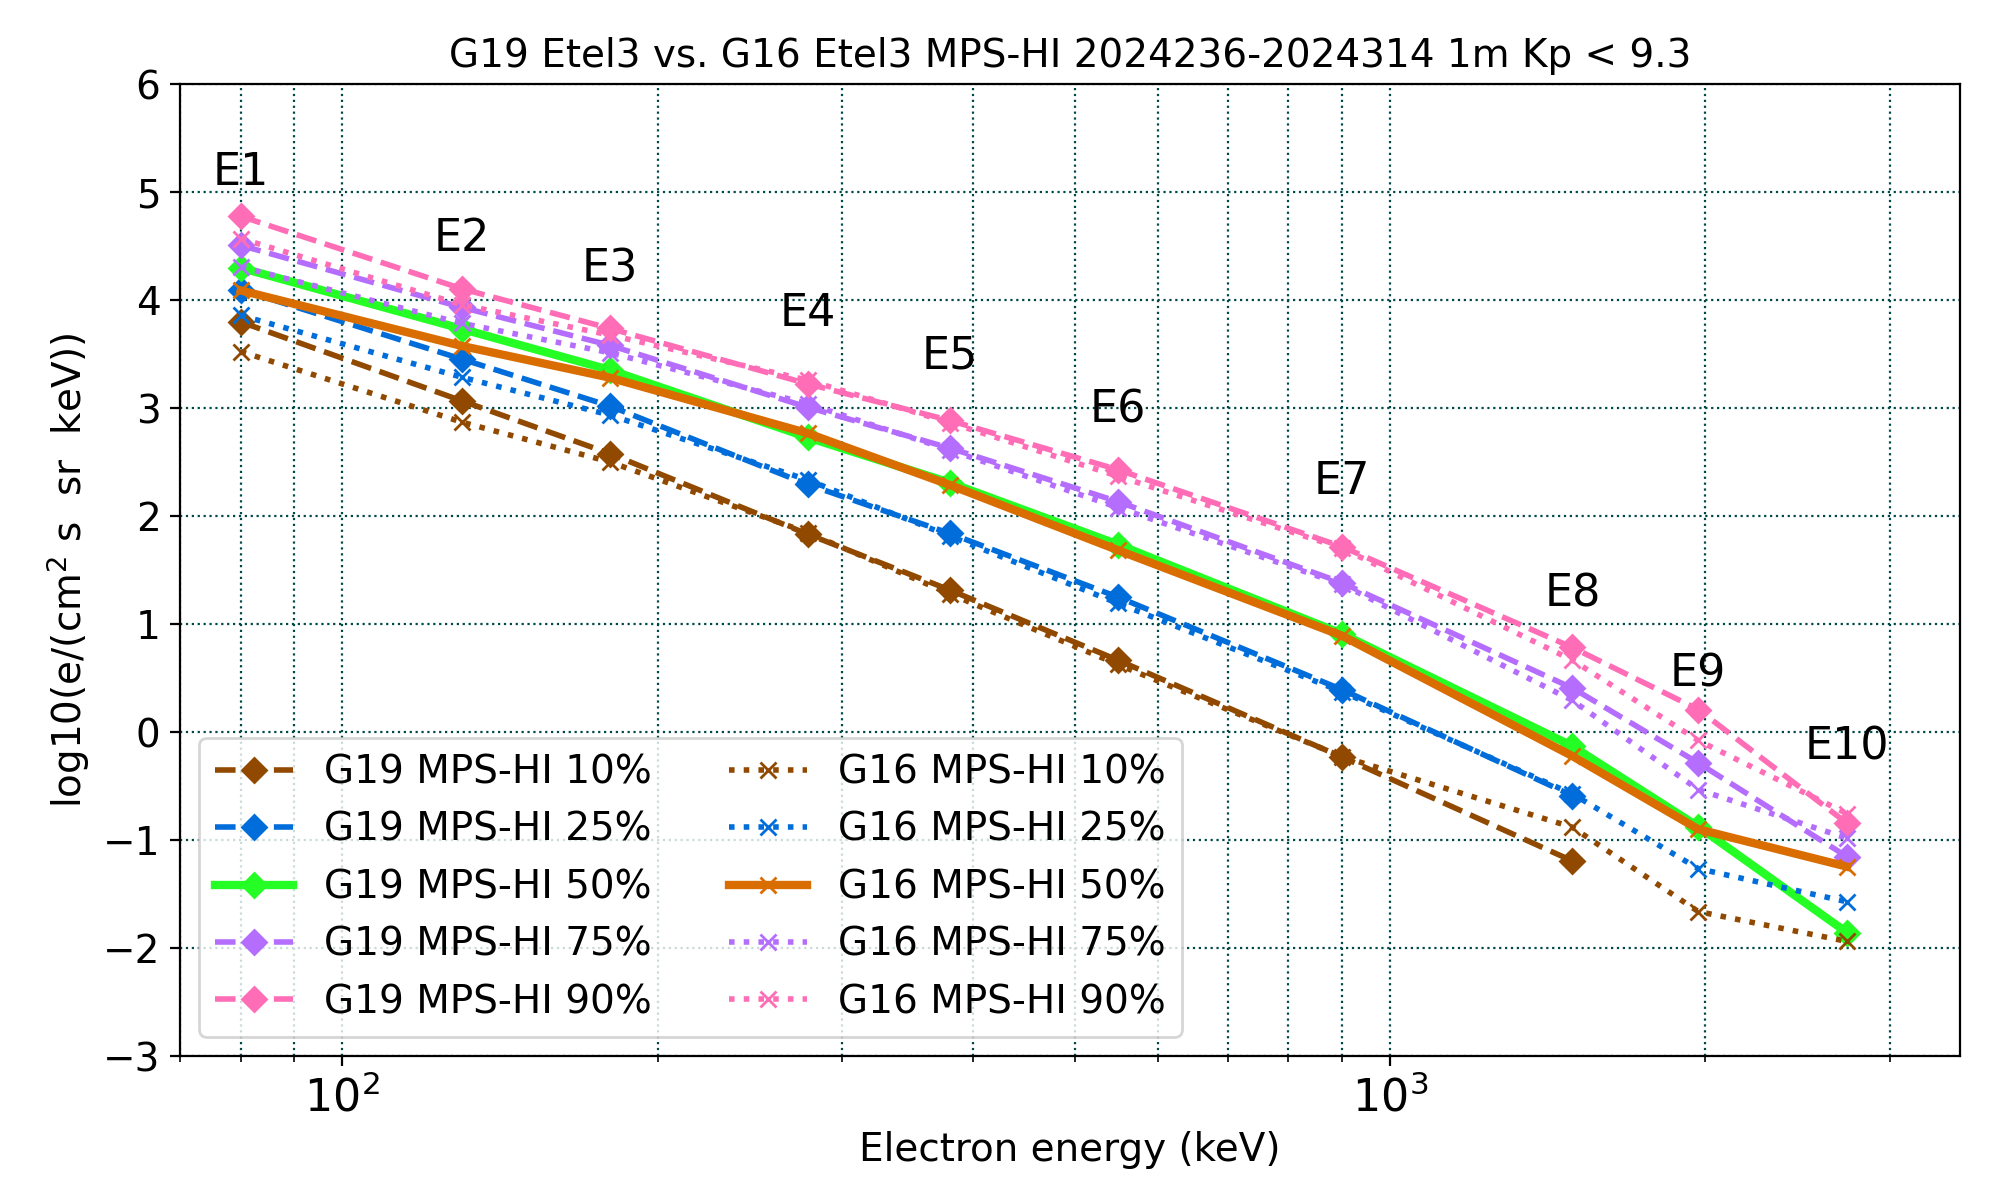 G19 Etel3 vs. G16 Etel3 MPS-HI 2024236-2024314 1m Kp < 9.3
6
5
4
3
2
1
0
−1
−2
−3
log10(e/(cm² s sr keV))
E1
E2
E3
E4
E5
E6
E7
E8
E9
E10
G19 MPS-HI 10%
G19 MPS-HI 25%
G19 MPS-HI 50%
G19 MPS-HI 75%
G19 MPS-HI 90%
G16 MPS-HI 10%
G16 MPS-HI 25%
G16 MPS-HI 50%
G16 MPS-HI 75%
G16 MPS-HI 90%
10²
10³
Electron energy (keV)